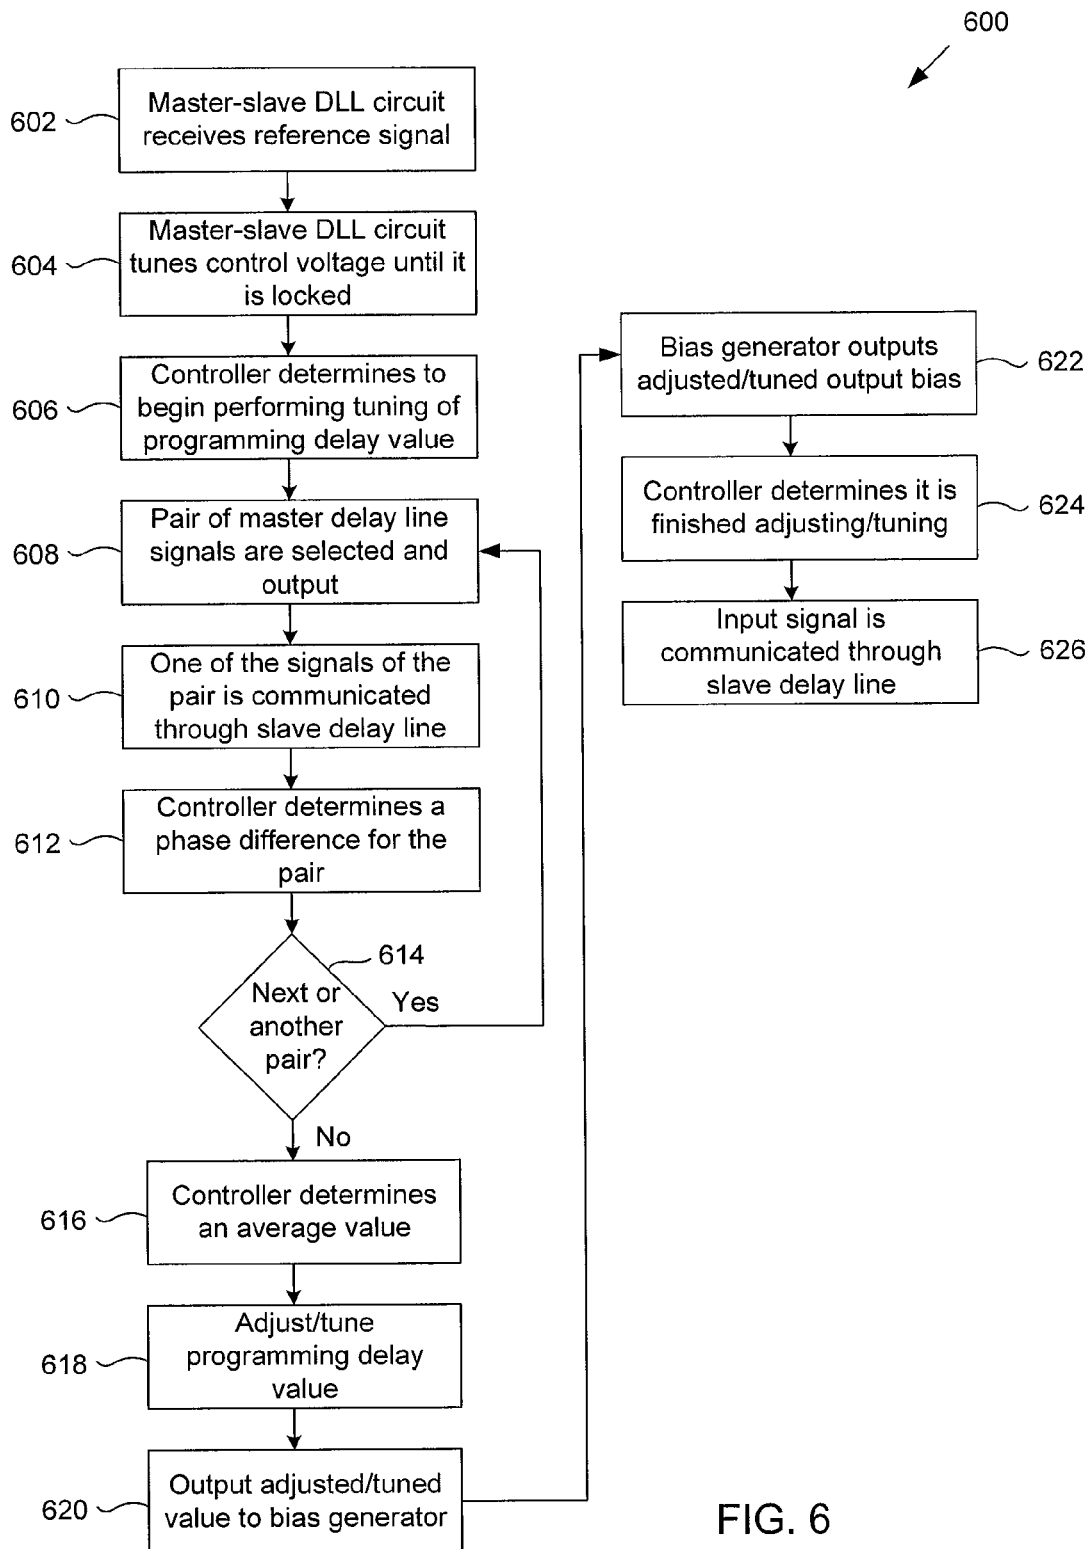 600
602
Master-slave DLL circuit
receives reference signal
604
Master-slave DLL circuit
tunes control voltage until it
is locked
606
Controller determines to
begin performing tuning of
programming delay value
608
Pair of master delay line
signals are selected and
output
610
One of the signals of the
pair is communicated
through slave delay line
612
Controller determines a
phase difference for the
pair
614
Next or
another
pair?
Yes
No
616
Controller determines
an average value
618
Adjust/tune
programming delay
value
620
Output adjusted/tuned
value to bias generator
Bias generator outputs
adjusted/tuned output bias
622
Controller determines it is
finished adjusting/tuning
624
Input signal is
communicated through
slave delay line
626
FIG. 6